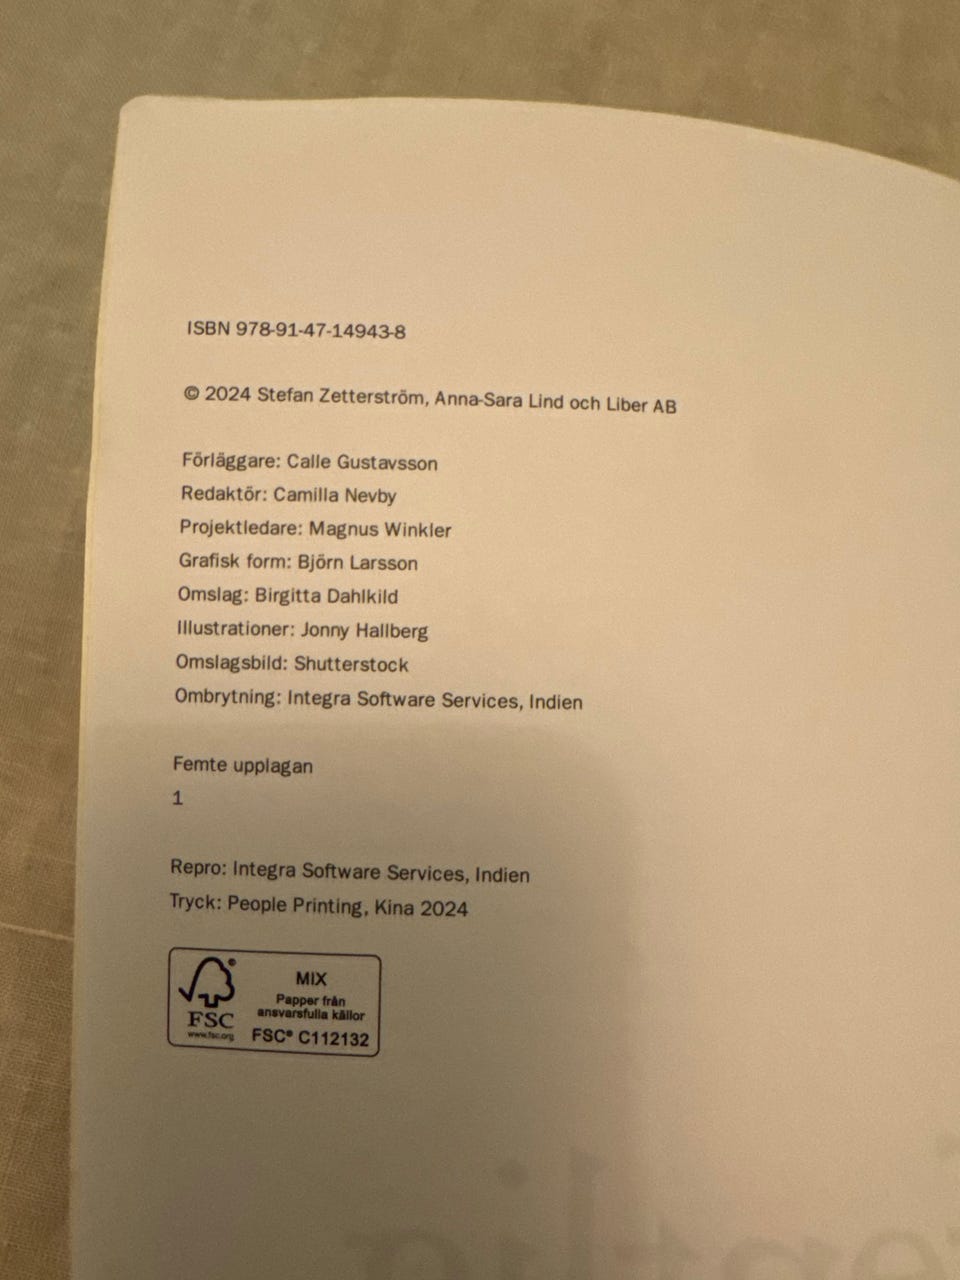 ISBN 978-91-47-14943-8
© 2024 Stefan Zetterström, Anna-Sara Lind och Liber AB
Förläggare: Calle Gustavsson
Redaktör: Camilla Nevby
Projektledare: Magnus Winkler
Grafisk form: Björn Larsson
Omslag: Birgitta Dahlkild
Illustrationer: Jonny Hallberg
Omslagsbild: Shutterstock
Ombrytning: Integra Software Services, Indien
Femte upplagan
1
Repro: Integra Software Services, Indien
Tryck: People Printing, Kina 2024
FSC®
www.fsc.org
MIX
Papper från
ansvarsfulla källor
FSC® C112132